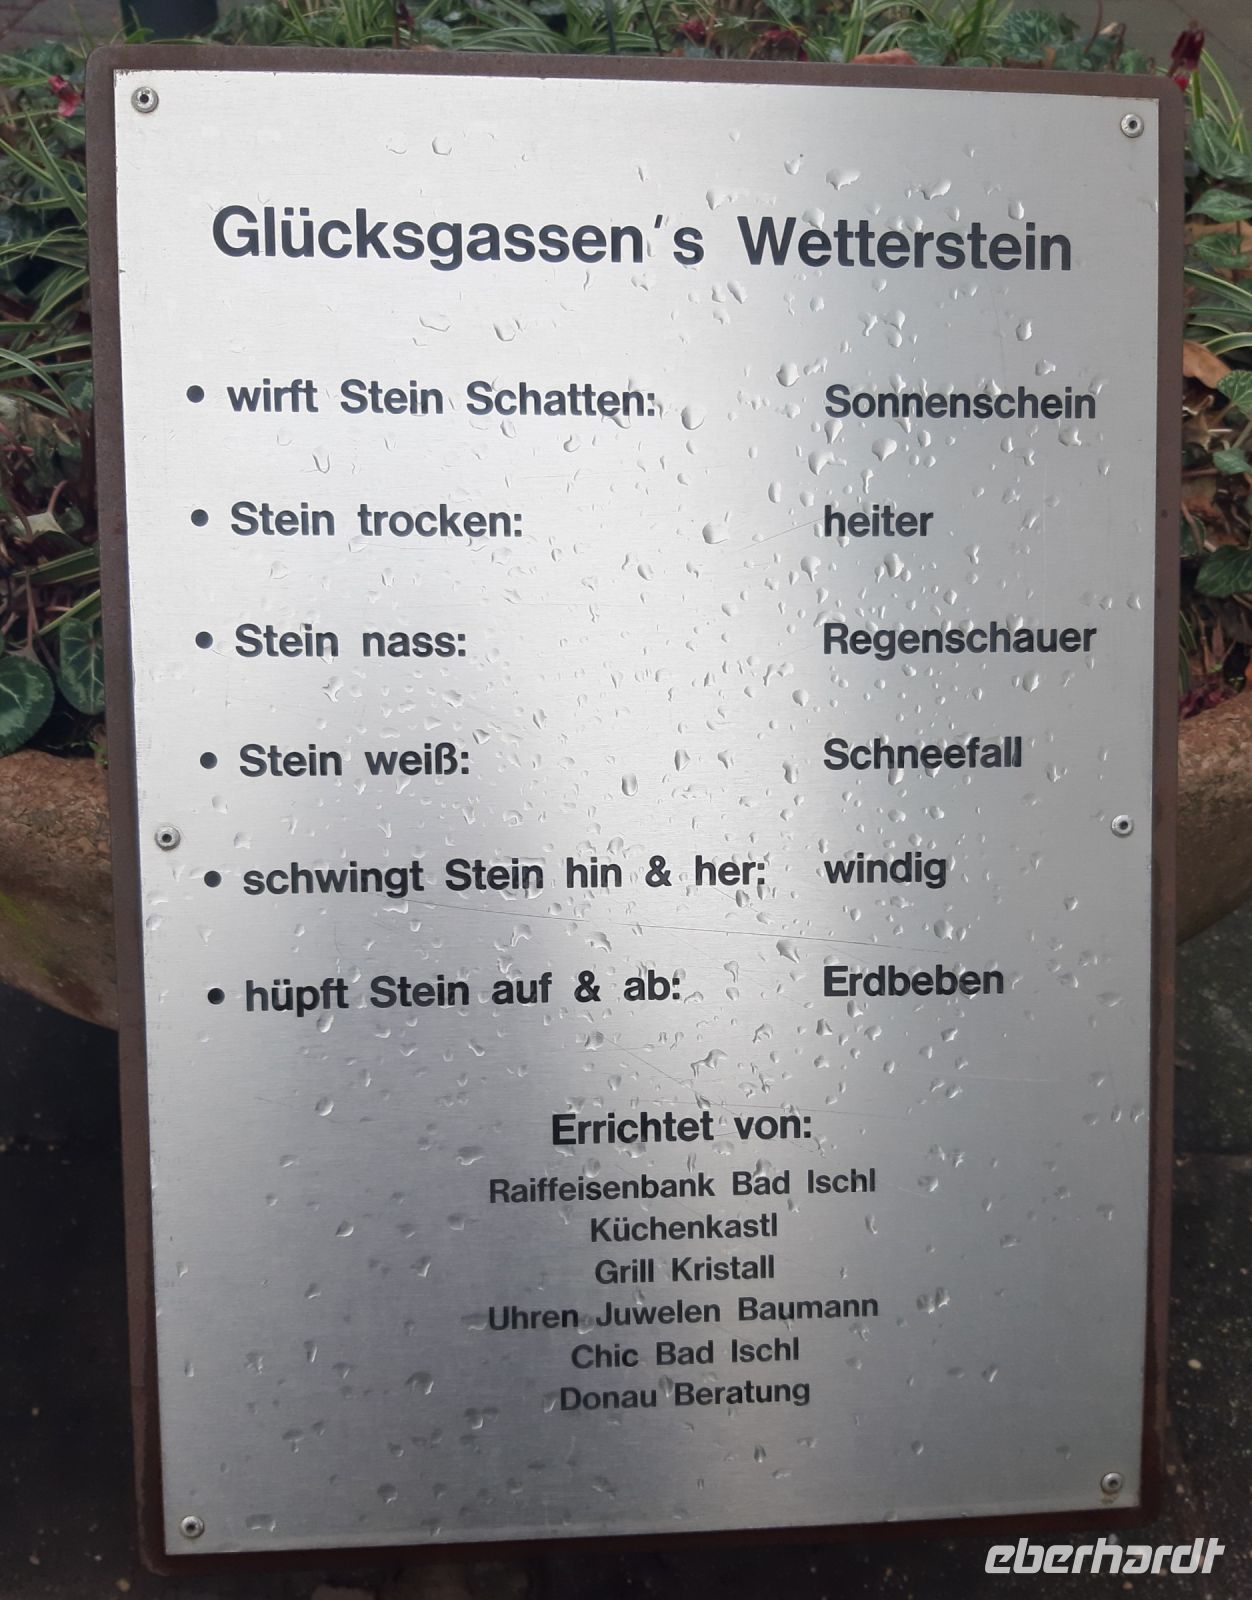 Glücksgassen's Wetterstein
• wirft Stein Schatten: Sonnenschein
• Stein trocken: heiter
• Stein nass: Regenschauer
• Stein weiß: Schneefall
• schwingt Stein hin & her: windig
• hüpft Stein auf & ab: Erdbeben
Errichtet von:
Raiffeisenbank Bad Ischl
Küchenkastl
Grill Kristall
Uhren Juwelen Baumann
Chic Bad Ischl
Donau Beratung
eberhardt